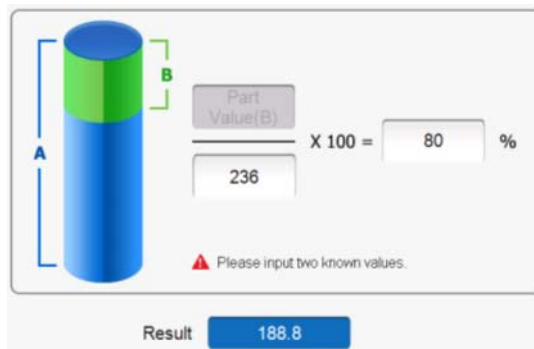 B
Part
Value(B)
A
X 100 = 80 %
236
Please input two known values.
Result 188.8